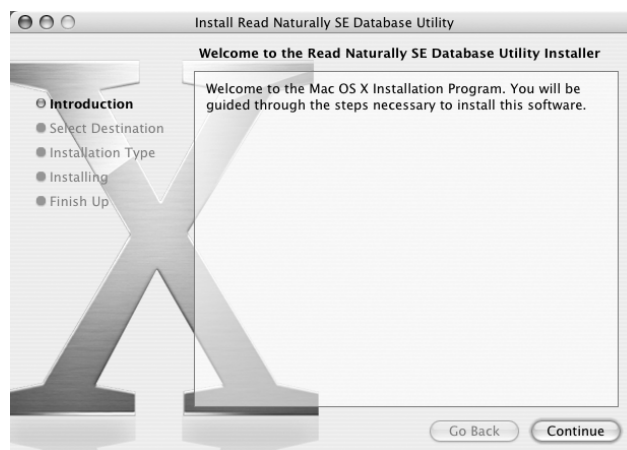 Install Read Naturally SE Database Utility
Welcome to the Read Naturally SE Database Utility Installer
Introduction
Select Destination
Installation Type
Installing
Finish Up
Welcome to the Mac OS X Installation Program. You will be
guided through the steps necessary to install this software.
Go Back
Continue